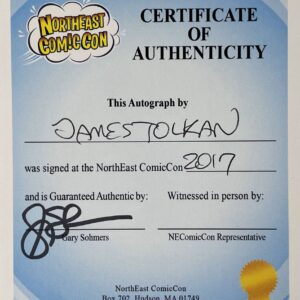 NORTHEAST
COMIC CON
CERTIFICATE
OF
AUTHENTICITY
This Autograph by
JAMES TOLKAN
was signed at the NorthEast ComicCon 2017
and is Guaranteed Authentic by:
Witnessed in person by:
Gary Sohmers
NEComicCon Representative
NorthEast ComicCon
Box 702, Hudson, MA 01749